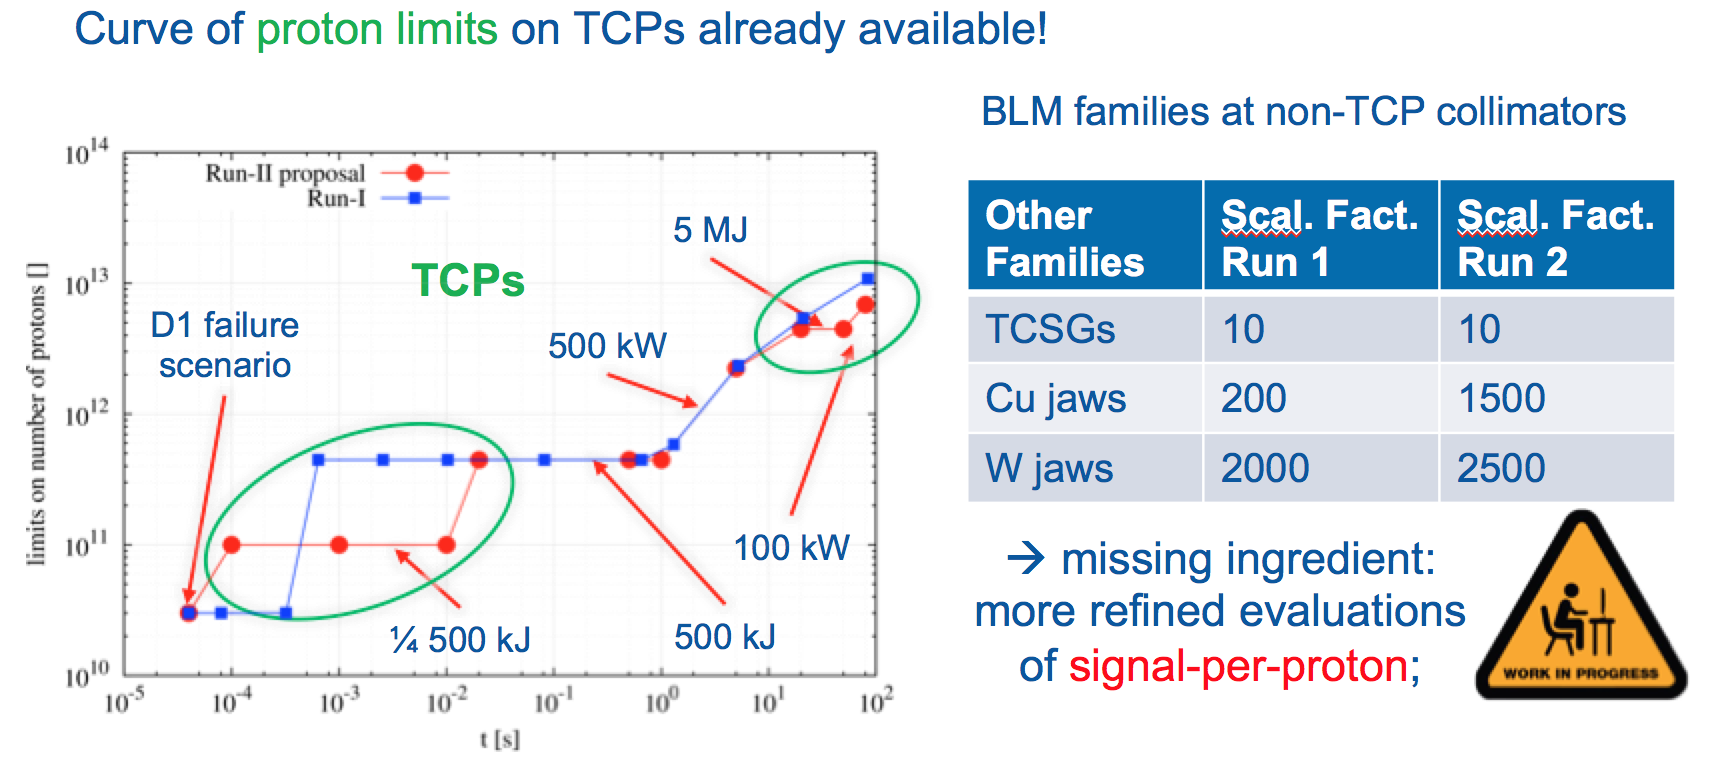 Curve of proton limits on TCPs already available!
BLM families at non-TCP collimators
10^14
10^13
10^12
10^11
10^10
limits on number of protons []
Run-II proposal
Run-I
TCPs
5 MJ
D1 failure
scenario
500 kW
100 kW
¼ 500 kJ
500 kJ
10^-5 10^-4 10^-3 10^-2 10^-1 10^0 10^1 10^2
t [s]
Other Families Scal. Fact. Run 1 Scal. Fact. Run 2
TCSGs 10 10
Cu jaws 200 1500
W jaws 2000 2500
→ missing ingredient:
more refined evaluations
of signal-per-proton;
WORK IN PROGRESS